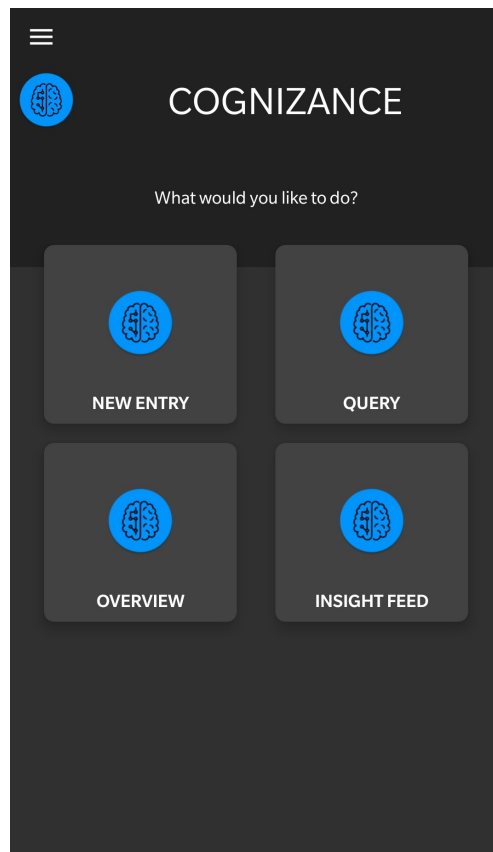 COGNIZANCE
What would you like to do?
NEW ENTRY
QUERY
OVERVIEW
INSIGHT FEED